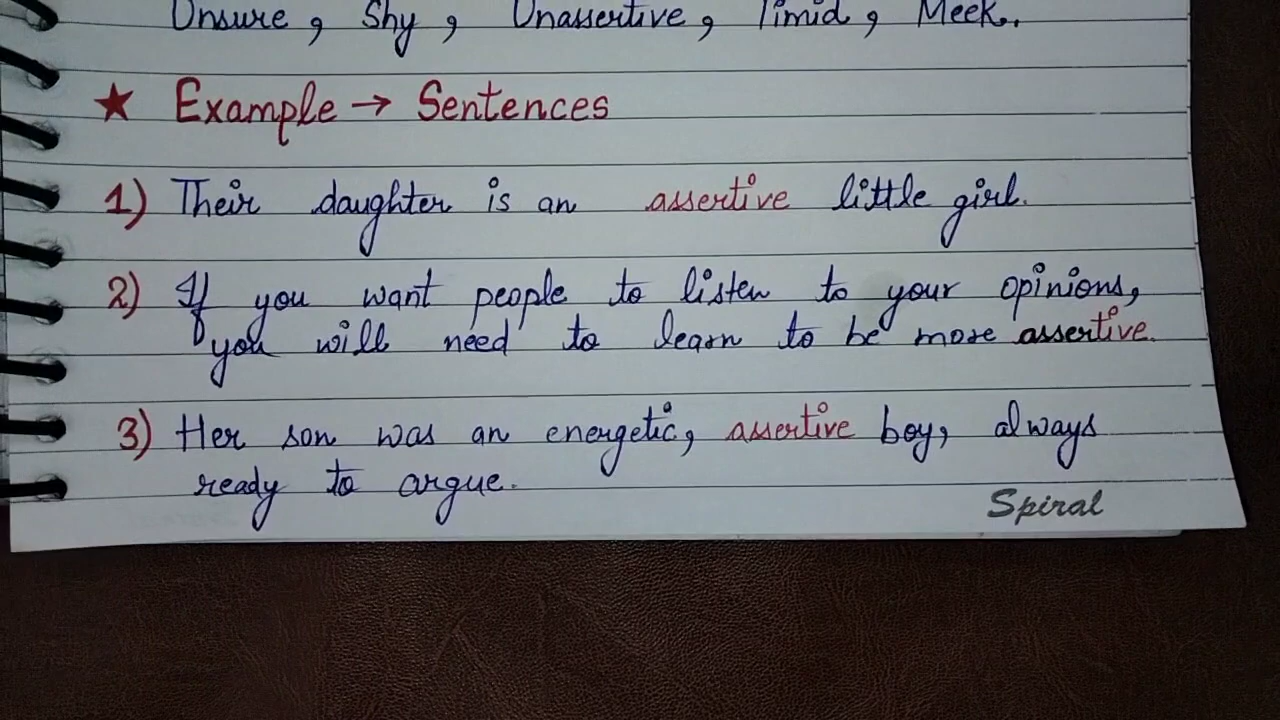 Unsure, Shy, Unassertive, Timid, Meek.
★ Example → Sentences
1) Their daughter is an assertive little girl.
2) If you want people to listen to your opinions,
you will need to learn to be more assertive.
3) Her son was an energetic, assertive boy, always
ready to argue.
Spiral